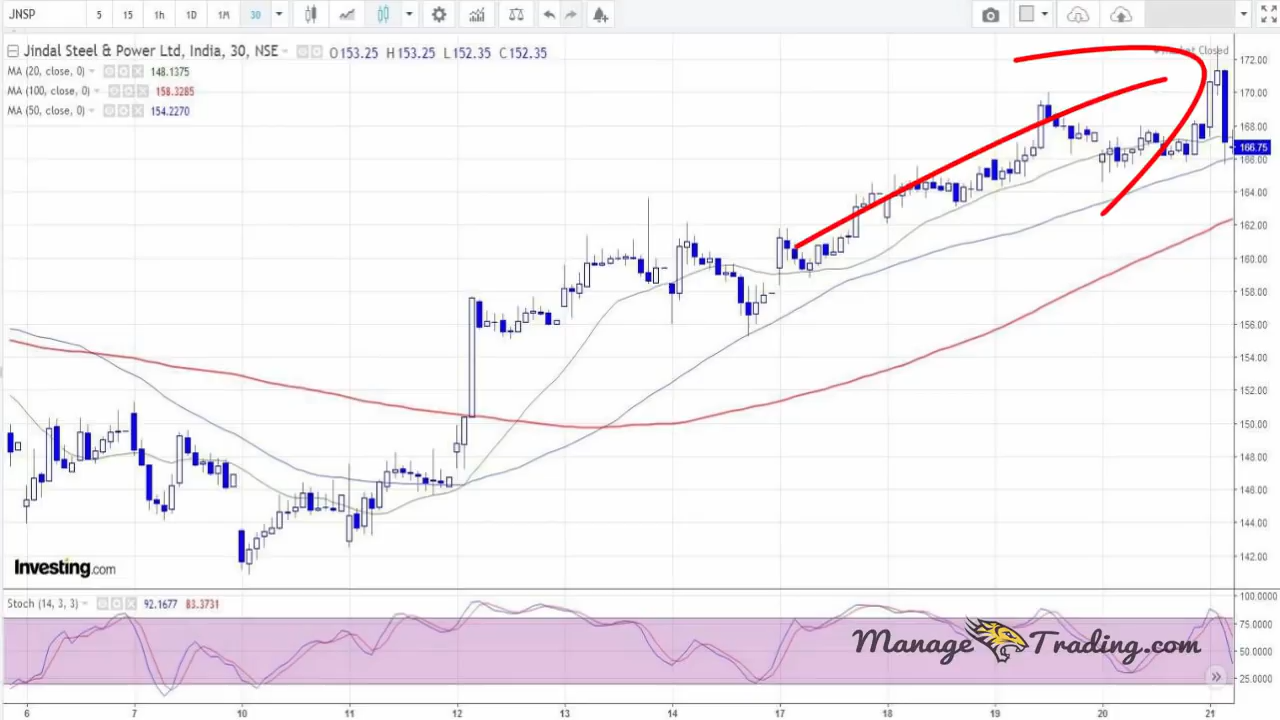 JNSP 5 15 1h 1D 1M 30
Jindal Steel & Power Ltd, India, 30, NSE O153.25 H153.25 L152.35 C152.35
Market Closed
MA (20, close, 0) 148.1375
MA (100, close, 0) 158.3285
MA (50, close, 0) 154.2270
172.00
170.00
168.00
166.75
166.00
164.00
162.00
160.00
158.00
156.00
154.00
152.00
150.00
148.00
146.00
144.00
142.00
Investing.com
Stoch (14, 3, 3) 92.1677 83.3731
100.0000
75.0000
50.0000
25.0000
Manage Trading.com
6 7 10 11 12 13 14 17 18 19 20 21